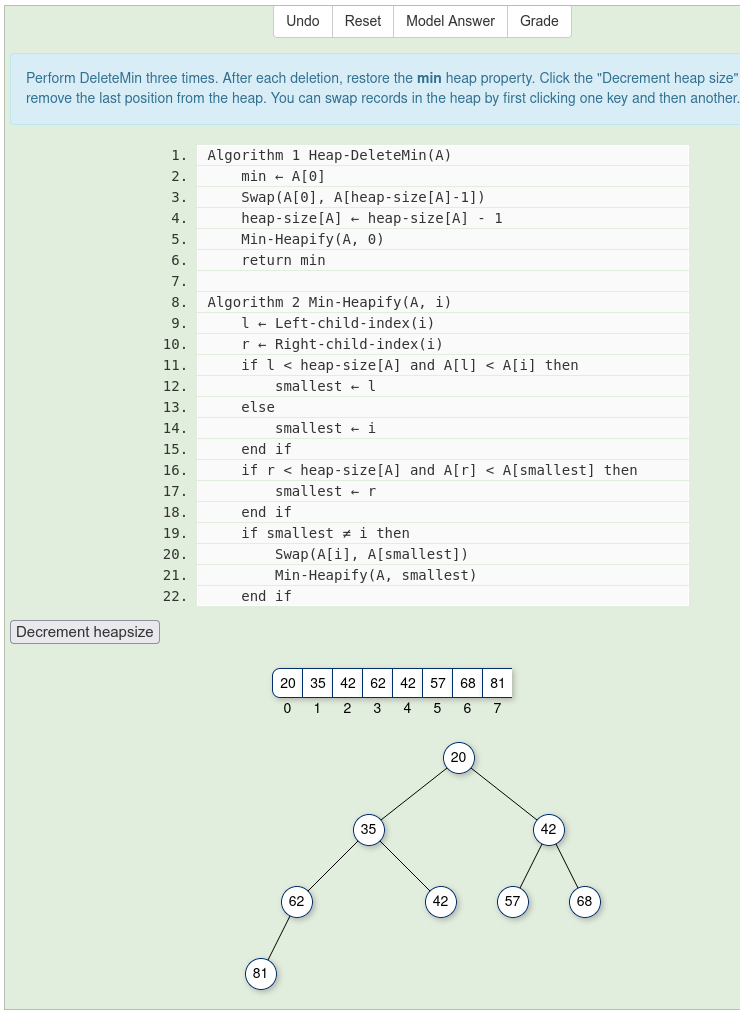 Undo Reset Model Answer Grade
Perform DeleteMin three times. After each deletion, restore the min heap property. Click the "Decrement heap size"
remove the last position from the heap. You can swap records in the heap by first clicking one key and then another.
1. Algorithm 1 Heap-DeleteMin(A)
2. min ← A[0]
3. Swap(A[0], A[heap-size[A]-1])
4. heap-size[A] ← heap-size[A] - 1
5. Min-Heapify(A, 0)
6. return min
7.
8. Algorithm 2 Min-Heapify(A, i)
9. l ← Left-child-index(i)
10. r ← Right-child-index(i)
11. if l < heap-size[A] and A[l] < A[i] then
12. smallest ← l
13. else
14. smallest ← i
15. end if
16. if r < heap-size[A] and A[r] < A[smallest] then
17. smallest ← r
18. end if
19. if smallest ≠ i then
20. Swap(A[i], A[smallest])
21. Min-Heapify(A, smallest)
22. end if
Decrement heapsize
20 35 42 62 42 57 68 81
0 1 2 3 4 5 6 7
20
35 42
62 42 57 68
81